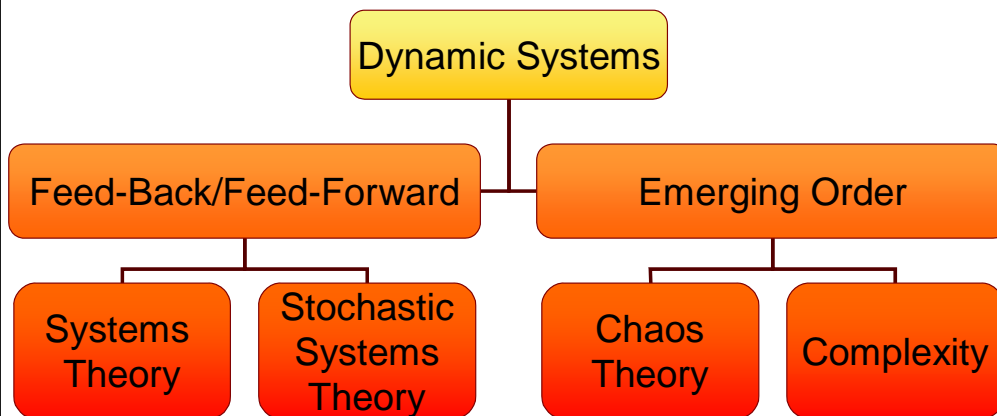 Dynamic Systems
Feed-Back/Feed-Forward
Emerging Order
Systems
Theory
Stochastic
Systems
Theory
Chaos
Theory
Complexity